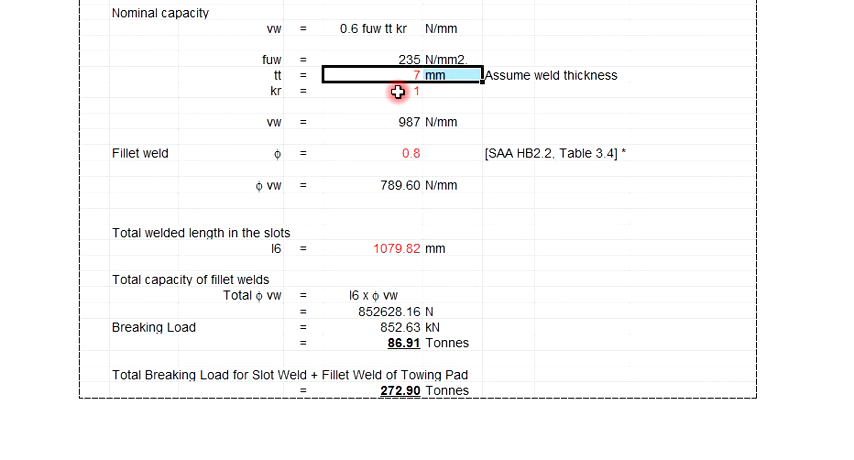 Nominal capacity
vw = 0.6 fuw tt kr N/mm
fuw = 235 N/mm2.
tt = 7 mm Assume weld thickness
kr = 1
vw = 987 N/mm
Fillet weld ϕ = 0.8 [SAA HB2.2, Table 3.4] *
ϕ vw = 789.60 N/mm
Total welded length in the slots
l6 = 1079.82 mm
Total capacity of fillet welds
Total ϕ vw = l6 x ϕ vw
= 852628.16 N
Breaking Load = 852.63 kN
= 86.91 Tonnes
Total Breaking Load for Slot Weld + Fillet Weld of Towing Pad
= 272.90 Tonnes